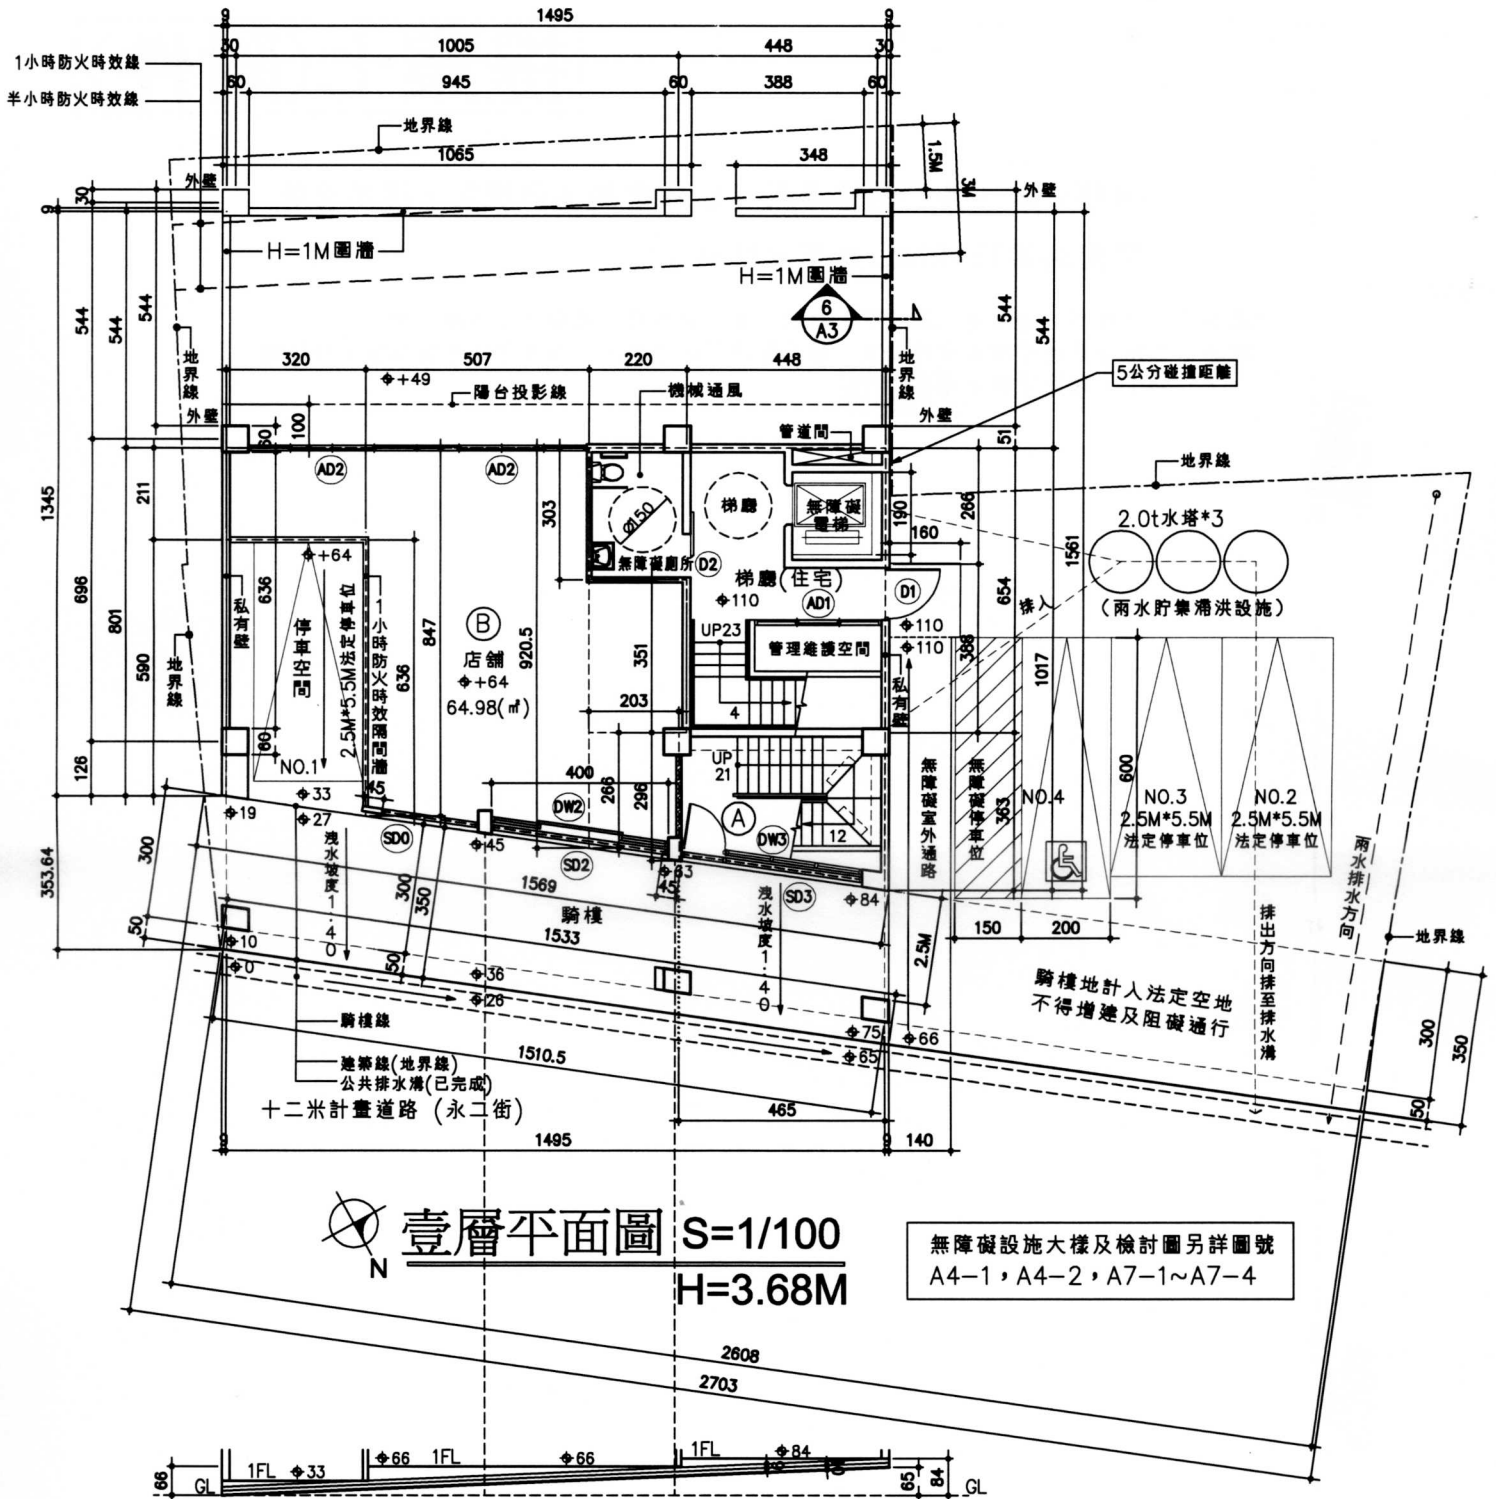 9 1495 9
30 1005 448 30
1小時防火時效線
半小時防火時效線
60 945 60 388 60
地界線
1065 348
1.5M
3M
外壁
30
外壁
9
H=1M圍牆
H=1M圍牆
6
A3
544
544
544
544
544
地界線
地界線
320 507 220 448
+49
陽台投影線
機械通風
5公分碰撞距離
外壁
外壁
60
100
管道間
51
地界線
AD2
AD2
1345
211
303
Ø150
梯廳
無障礙
電梯
190
266
160
1561
2.0t水塔*3
+64
無障礙廁所
D2
梯廳(住宅)
D1
(雨水貯集滯洪設施)
696
801
636
私有壁
停車空間
2.5M*5.5M法定停車位
1小時防火時效隔間牆
636
847
B
店舖
+64
64.98(㎡)
920.5
351
+110
AD1
UP23
管理維護空間
+110
+110
654
388
排入
1017
590
地界線
203
4
私有壁
60
NO.1
126
400
266
296
UP
21
12
無障礙室外通路
無障礙停車位
363
NO.4
600
NO.3
2.5M*5.5M
法定停車位
NO.2
2.5M*5.5M
法定停車位
+33
45
+19
+27
SD0
DW2
A
DW3
300
353.64
洩水坡度1:40
+45
SD2
+63
45
SD3
+84
300
350
1569
騎樓
洩水坡度1:40
1533
50
+10
+0
50
+36
+26
2.5M
150 200
雨水排水方向
排出方向排至排水溝
地界線
騎樓地計入法定空地
不得增建及阻礙通行
騎樓線
+75
+66
+65
300
350
50
建築線(地界線)
公共排水溝(已完成)
1510.5
十二米計畫道路 (永二街)
465
9 1495 9 140
N
壹層平面圖 S=1/100
H=3.68M
無障礙設施大樣及檢討圖另詳圖號
A4-1，A4-2，A7-1~A7-4
2608
2703
66
1FL +33
+66 1FL +66
1FL +84
65
84
GL
GL